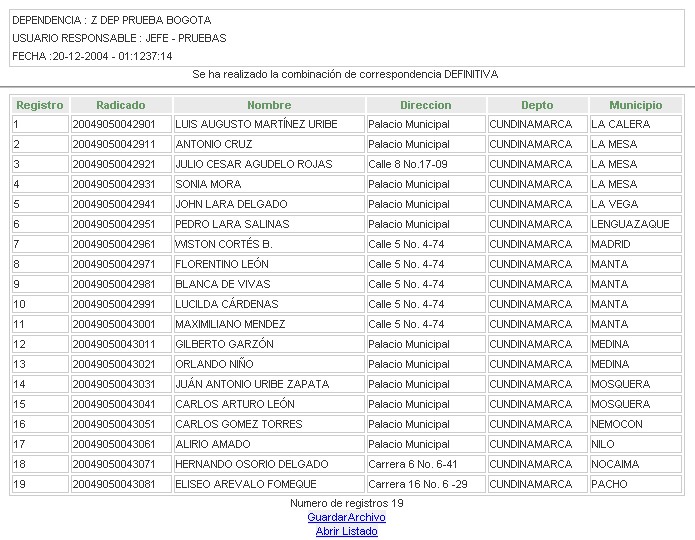 DEPENDENCIA : Z DEP PRUEBA BOGOTA
USUARIO RESPONSABLE : JEFE - PRUEBAS
FECHA :20-12-2004 - 01:1237:14
Se ha realizado la combinación de correspondencia DEFINITIVA
Registro Radicado Nombre Direccion Depto Municipio
1 20049050042901 LUIS AUGUSTO MARTÍNEZ URIBE Palacio Municipal CUNDINAMARCA LA CALERA
2 20049050042911 ANTONIO CRUZ Palacio Municipal CUNDINAMARCA LA MESA
3 20049050042921 JULIO CESAR AGUDELO ROJAS Calle 8 No.17-09 CUNDINAMARCA LA MESA
4 20049050042931 SONIA MORA Palacio Municipal CUNDINAMARCA LA MESA
5 20049050042941 JOHN LARA DELGADO Palacio Municipal CUNDINAMARCA LA VEGA
6 20049050042951 PEDRO LARA SALINAS Palacio Municipal CUNDINAMARCA LENGUAZAQUE
7 20049050042961 WISTON CORTÉS B. Calle 5 No. 4-74 CUNDINAMARCA MADRID
8 20049050042971 FLORENTINO LEÓN Calle 5 No. 4-74 CUNDINAMARCA MANTA
9 20049050042981 BLANCA DE VIVAS Calle 5 No. 4-74 CUNDINAMARCA MANTA
10 20049050042991 LUCILDA CÁRDENAS Calle 5 No. 4-74 CUNDINAMARCA MANTA
11 20049050043001 MAXIMILIANO MENDEZ Calle 5 No. 4-74 CUNDINAMARCA MANTA
12 20049050043011 GILBERTO GARZÓN Palacio Municipal CUNDINAMARCA MEDINA
13 20049050043021 ORLANDO NIÑO Palacio Municipal CUNDINAMARCA MEDINA
14 20049050043031 JUÁN ANTONIO URIBE ZAPATA Palacio Municipal CUNDINAMARCA MOSQUERA
15 20049050043041 CARLOS ARTURO LEÓN Palacio Municipal CUNDINAMARCA MOSQUERA
16 20049050043051 CARLOS GOMEZ TORRES Palacio Municipal CUNDINAMARCA NEMOCON
17 20049050043061 ALIRIO AMADO Palacio Municipal CUNDINAMARCA NILO
18 20049050043071 HERNANDO OSORIO DELGADO Carrera 6 No. 6-41 CUNDINAMARCA NOCAIMA
19 20049050043081 ELISEO AREVALO FOMEQUE Carrera 16 No. 6 -29 CUNDINAMARCA PACHO
Numero de registros 19
GuardarArchivo
Abrir Listado